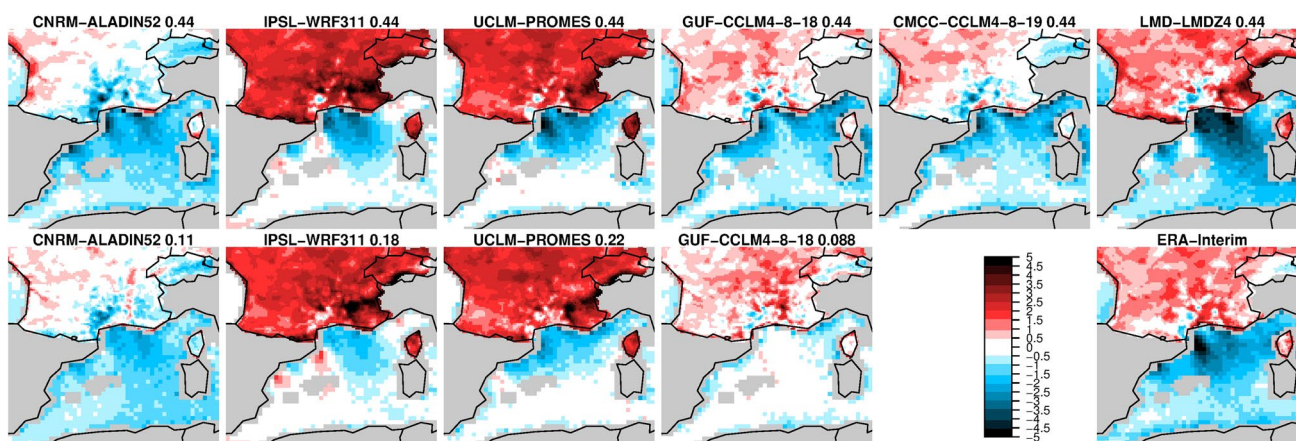 CNRM−ALADIN52 0.44
IPSL−WRF311 0.44
UCLM−PROMES 0.44
GUF−CCLM4−8−18 0.44
CMCC−CCLM4−8−19 0.44
LMD−LMDZ4 0.44
CNRM−ALADIN52 0.11
IPSL−WRF311 0.18
UCLM−PROMES 0.22
GUF−CCLM4−8−18 0.088
ERA−Interim
5
4.5
4
3.5
3
2.5
2
1.5
1
0.5
0
−0.5
−1
−1.5
−2
−2.5
−3
−3.5
−4
−4.5
−5